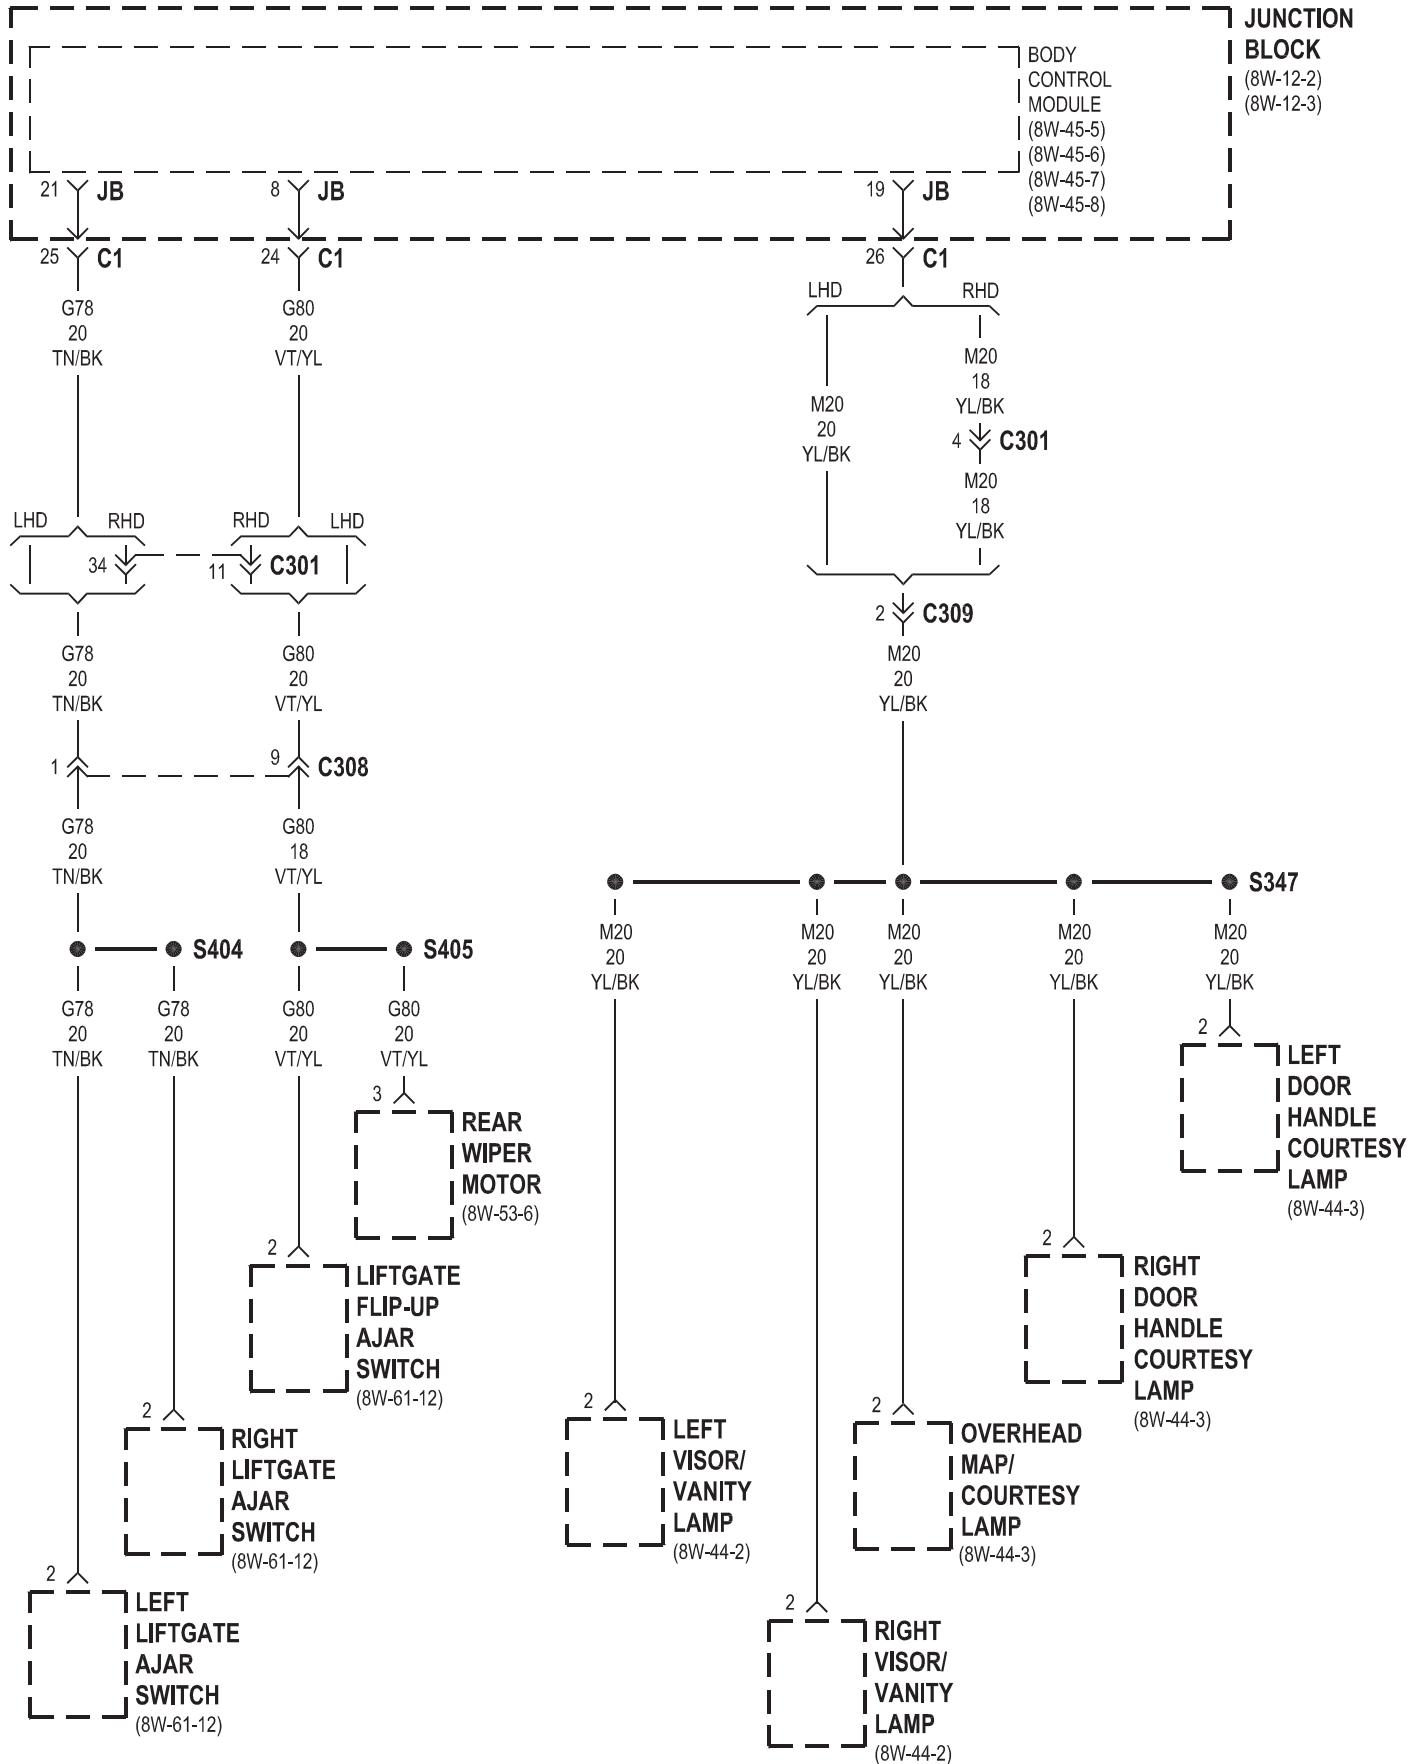 JUNCTION
BLOCK
(8W-12-2)
(8W-12-3)
BODY
CONTROL
MODULE
(8W-45-5)
(8W-45-6)
(8W-45-7)
(8W-45-8)
21 JB
8 JB
19 JB
25 C1
24 C1
26 C1
G78
20
TN/BK
G80
20
VT/YL
LHD
RHD
M20
20
YL/BK
M20
18
YL/BK
4 C301
M20
18
YL/BK
LHD
RHD
RHD
LHD
34
11 C301
2 C309
G78
20
TN/BK
G80
20
VT/YL
M20
20
YL/BK
1
9 C308
G78
20
TN/BK
G80
18
VT/YL
S347
S404
S405
M20
20
YL/BK
M20
20
YL/BK
M20
20
YL/BK
M20
20
YL/BK
M20
20
YL/BK
G78
20
TN/BK
G78
20
TN/BK
G80
20
VT/YL
G80
20
VT/YL
2
LEFT
DOOR
HANDLE
COURTESY
LAMP
(8W-44-3)
3
REAR
WIPER
MOTOR
(8W-53-6)
2
RIGHT
DOOR
HANDLE
COURTESY
LAMP
(8W-44-3)
2
LIFTGATE
FLIP-UP
AJAR
SWITCH
(8W-61-12)
2
RIGHT
LIFTGATE
AJAR
SWITCH
(8W-61-12)
2
LEFT
VISOR/
VANITY
LAMP
(8W-44-2)
2
OVERHEAD
MAP/
COURTESY
LAMP
(8W-44-3)
2
LEFT
LIFTGATE
AJAR
SWITCH
(8W-61-12)
2
RIGHT
VISOR/
VANITY
LAMP
(8W-44-2)